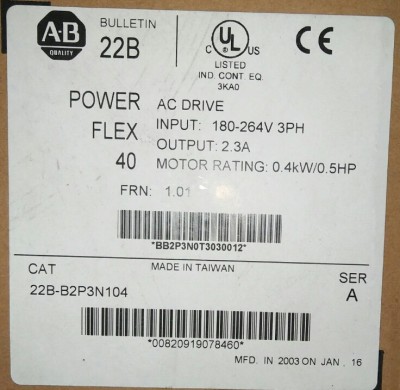 A-B
QUALITY
BULLETIN
22B
C UL US
LISTED
IND. CONT. EQ.
3KA0
CE
POWER
FLEX
40
AC DRIVE
INPUT: 180-264V 3PH
OUTPUT: 2.3A
MOTOR RATING: 0.4kW/0.5HP
FRN: 1.01
*BB2P3N0T3030012*
CAT
MADE IN TAIWAN
SER
22B-B2P3N104
A
*00820919078460*
MFD. IN 2003 ON JAN. 16